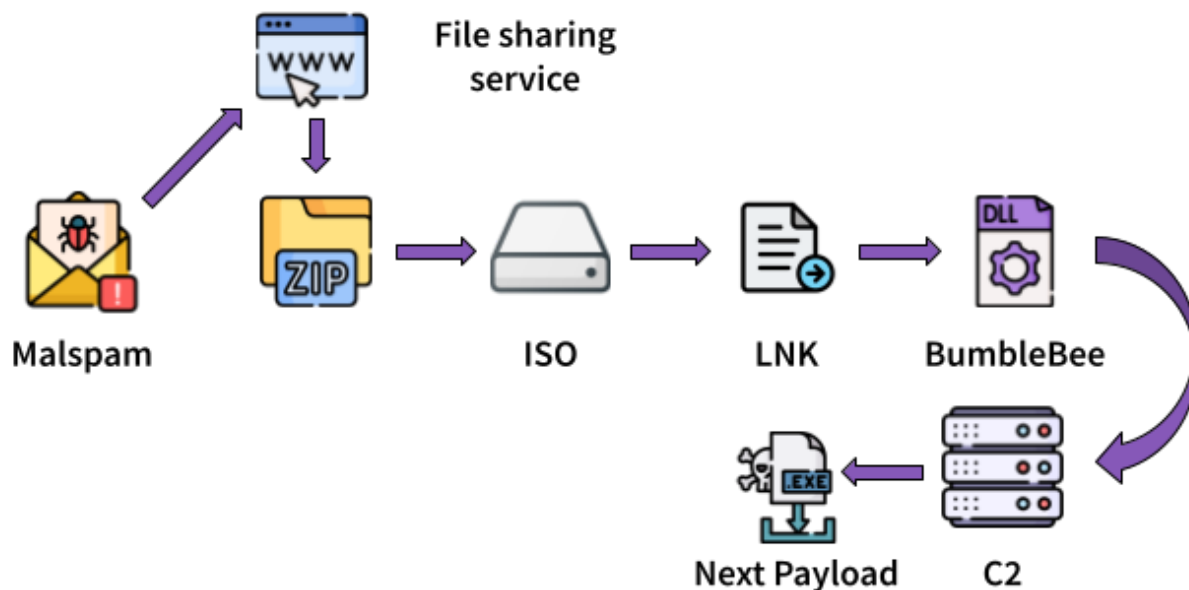 WWW
File sharing
service
ZIP
DLL
Malspam
ISO
LNK
BumbleBee
.EXE
Next Payload
C2